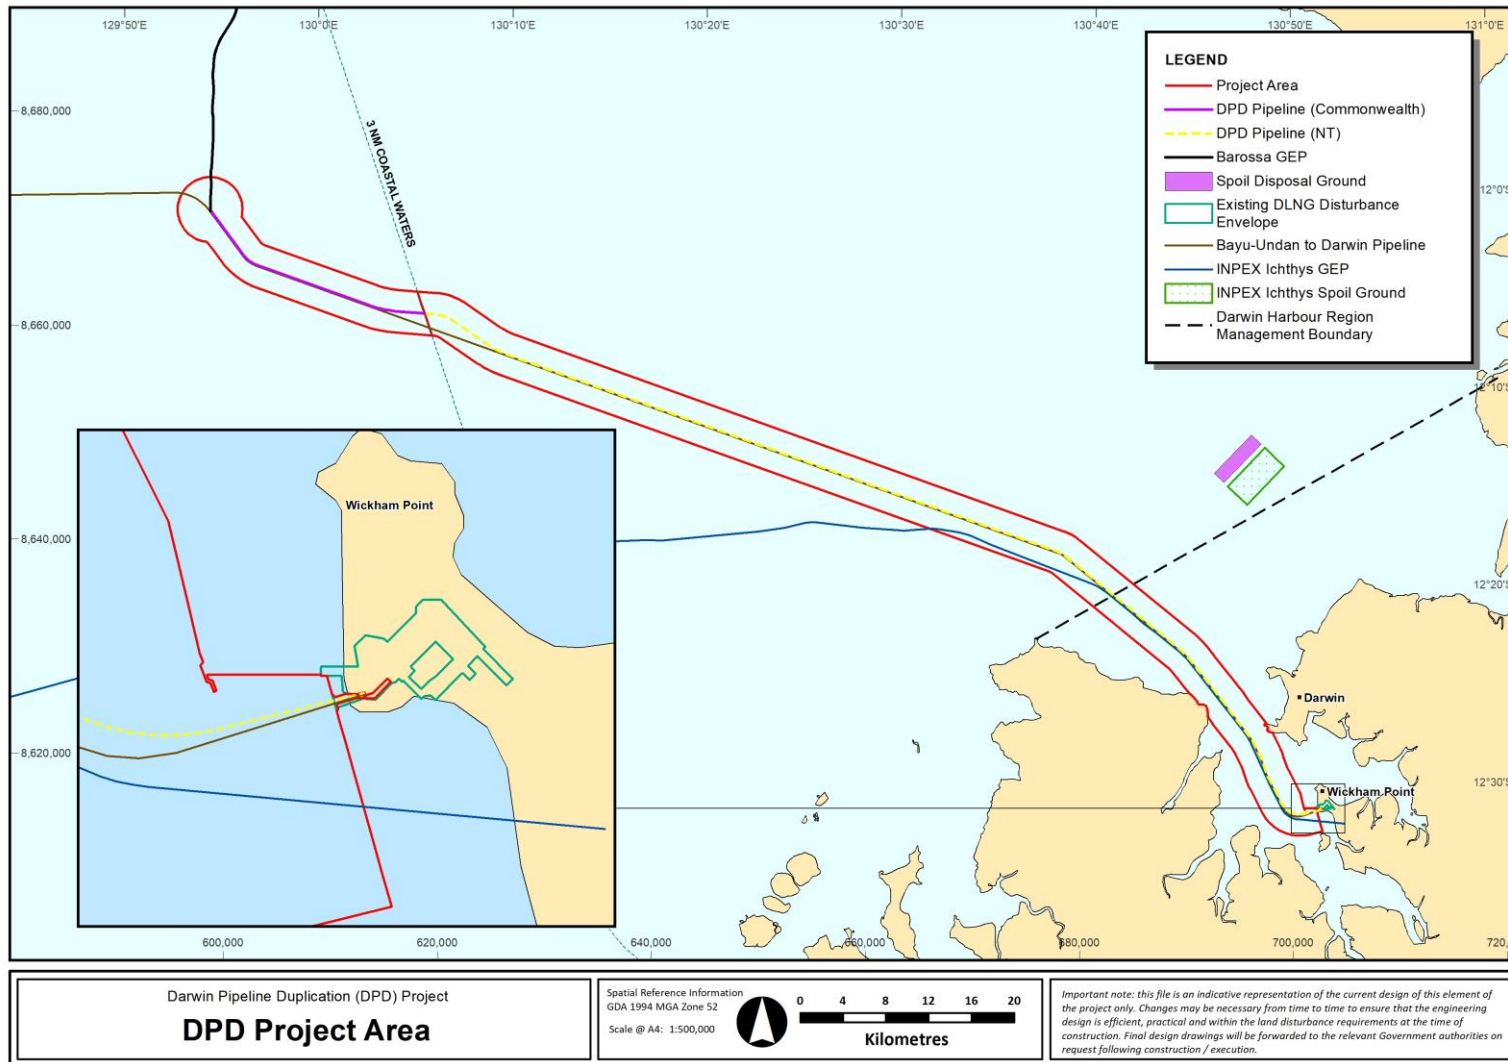 129°50'E
130°0'E
130°10'E
130°20'E
130°30'E
130°40'E
130°50'E
131°0'E
LEGEND
Project Area
DPD Pipeline (Commonwealth)
DPD Pipeline (NT)
Barossa GEP
Spoil Disposal Ground
Existing DLNG Disturbance
Envelope
Bayu-Undan to Darwin Pipeline
INPEX Ichthys GEP
INPEX Ichthys Spoil Ground
Darwin Harbour Region
Management Boundary
8,680,000
3 NM COASTAL WATERS
12°0'S
8,660,000
12°10'S
Wickham Point
8,640,000
12°20'S
Darwin
8,620,000
12°30'S
Wickham Point
600,000
620,000
640,000
660,000
680,000
700,000
720,
Darwin Pipeline Duplication (DPD) Project
DPD Project Area
Spatial Reference Information
GDA 1994 MGA Zone 52
Scale @ A4: 1:500,000
0 4 8 12 16 20
Kilometres
Important note: this file is an indicative representation of the current design of this element of
the project only. Changes may be necessary from time to time to ensure that the engineering
design is efficient, practical and within the land disturbance requirements at the time of
construction. Final design drawings will be forwarded to the relevant Government authorities on
request following construction / execution.